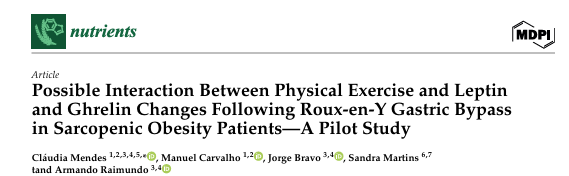 nutrients
MDPI
Article
Possible Interaction Between Physical Exercise and Leptin
and Ghrelin Changes Following Roux-en-Y Gastric Bypass
in Sarcopenic Obesity Patients—A Pilot Study
Cláudia Mendes 1,2,3,4,5,*, Manuel Carvalho 1,2, Jorge Bravo 3,4, Sandra Martins 6,7
tand Armando Raimundo 3,4